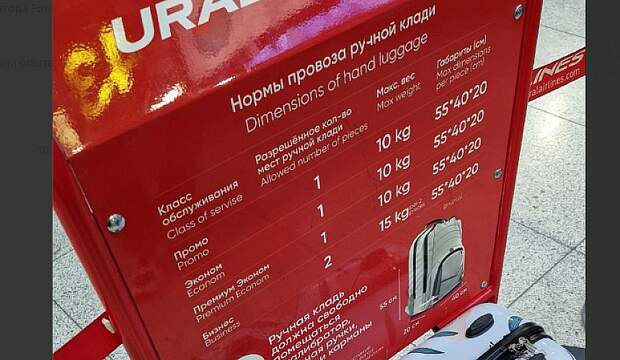 URAL
Нормы провоза ручной клади
Dimensions of hand luggage
Класс
обслуживания
Class of servise
Разрешённое кол-во
мест ручной клади
Allowed number of pieces
Макс. вес
Max weight
Габариты (см)
Max dimensions
per piece (cm)
Промо
Promo
1
10 kg
55*40*20
Эконом
Econom
1
10 kg
55*40*20
Премиум Эконом
Premium Econom
1
10 kg
55*40*20
Бизнес
Business
2
15 kg
55*40*20
55 см
20 см
40 см
Ручная кладь
должна свободно
помещаться
калибратор,
ручки,
и карманы
LINES
ralairlines.com